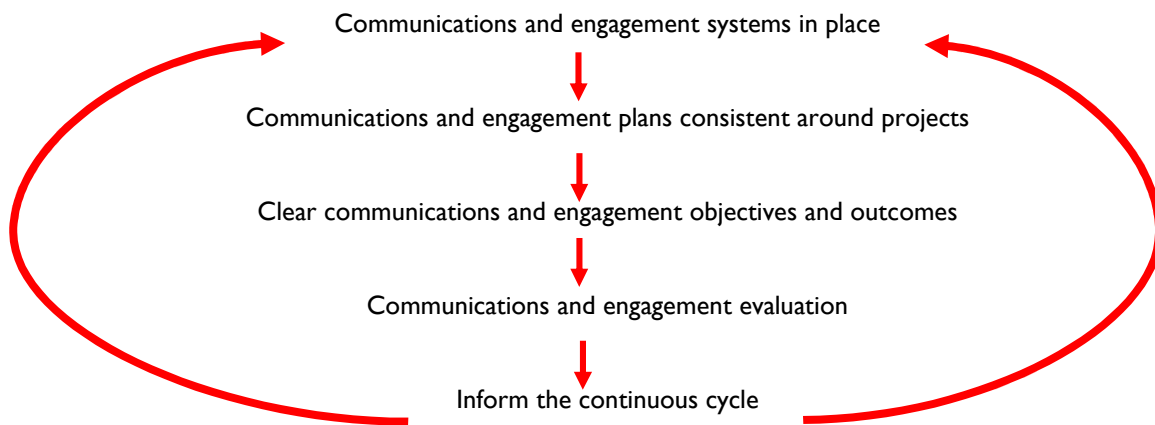 Communications and engagement systems in place
Communications and engagement plans consistent around projects
Clear communications and engagement objectives and outcomes
Communications and engagement evaluation
Inform the continuous cycle